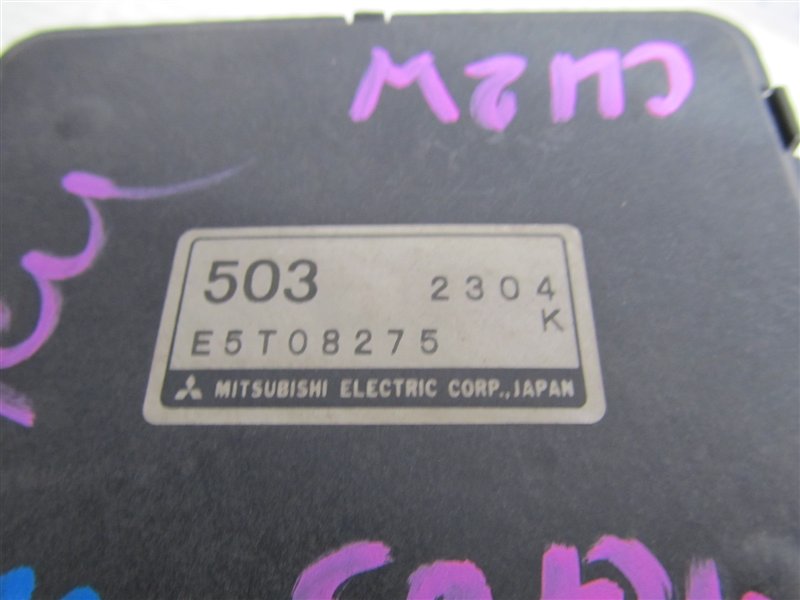 CU2W
503 2304
K
E5T08275
MITSUBISHI ELECTRIC CORP., JAPAN